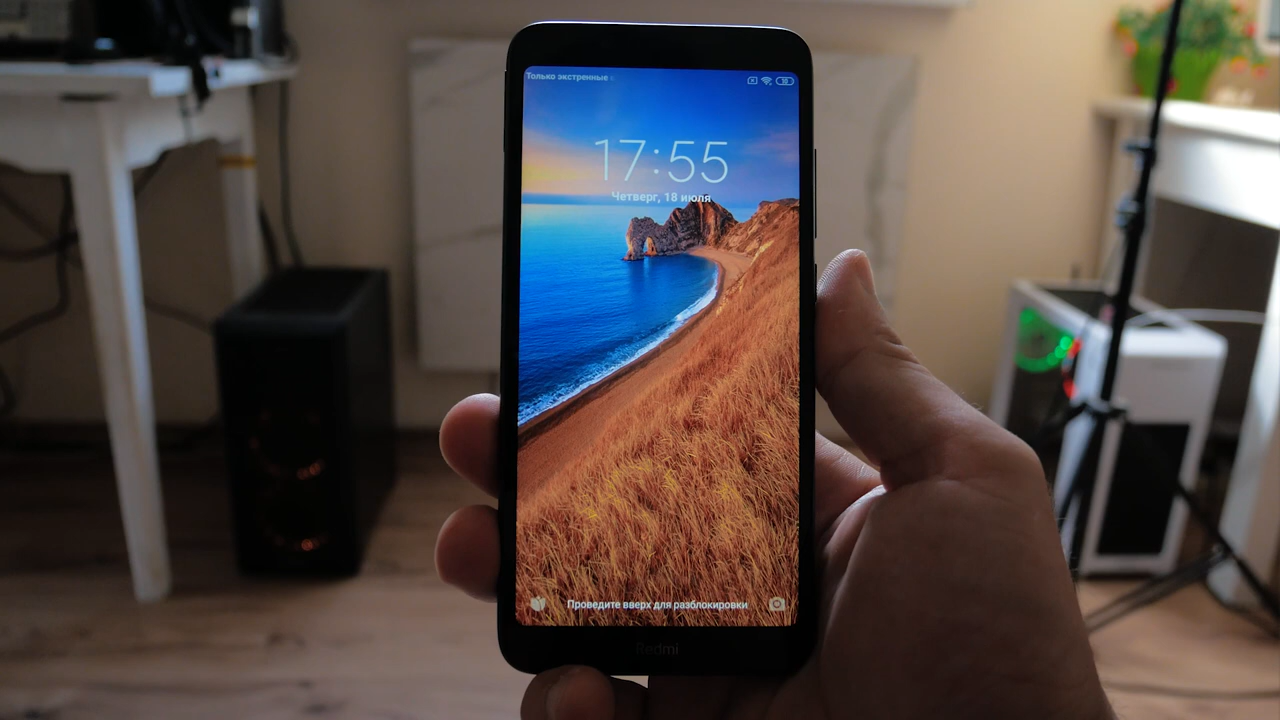 Только экстренные
17:55
Четверг, 18 июля
Проведите вверх для разблокировки
Redmi